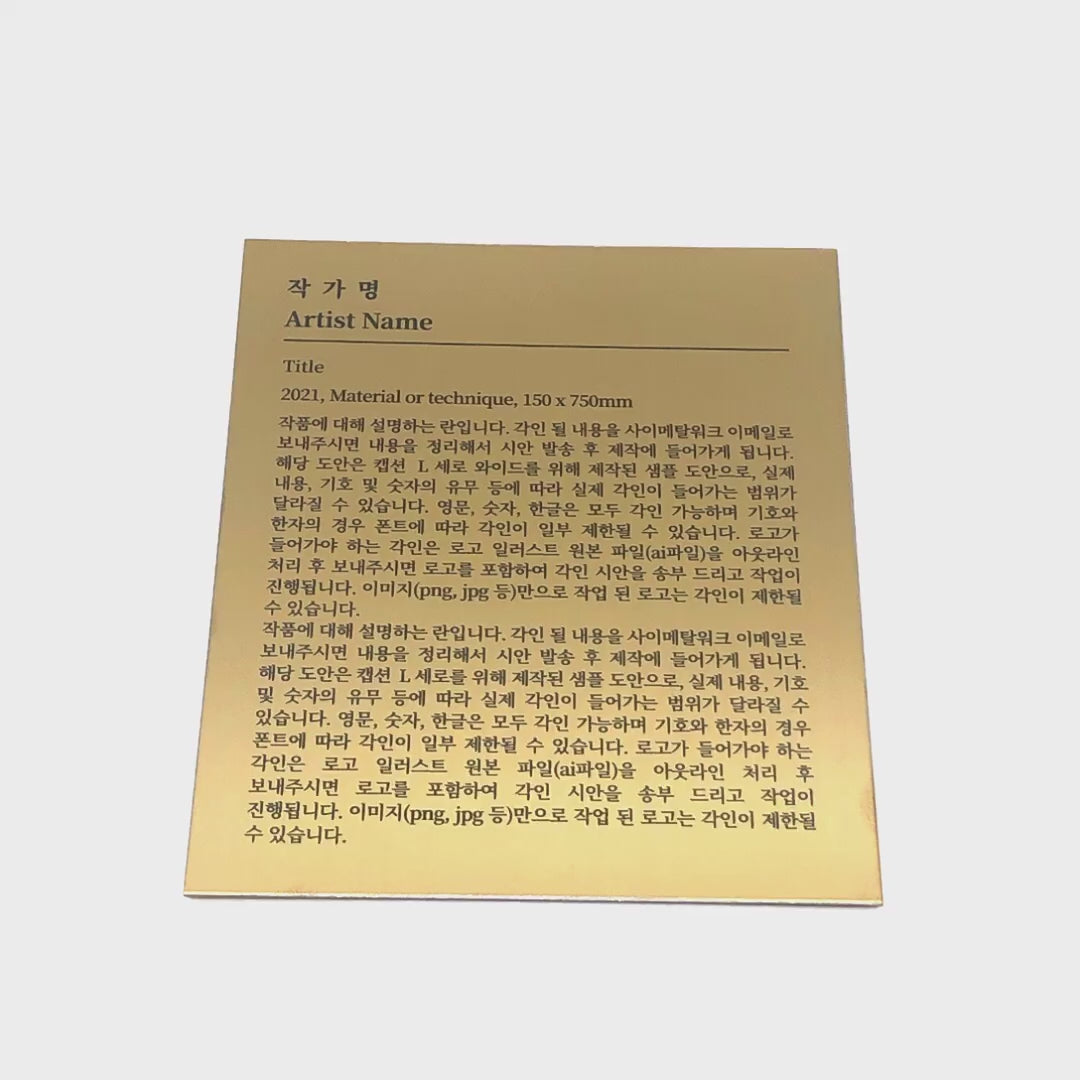 작 가 명
Artist Name
Title
2021, Material or technique, 150 x 750mm
작품에 대해 설명하는 란입니다. 각인 될 내용을 사이메탈워크 이메일로
보내주시면 내용을 정리해서 시안 발송 후 제작에 들어가게 됩니다.
해당 도안은 캡션 L 세로 와이드를 위해 제작된 샘플 도안으로, 실제
내용, 기호 및 숫자의 유무 등에 따라 실제 각인이 들어가는 범위가
달라질 수 있습니다. 영문, 숫자, 한글은 모두 각인 가능하며 기호와
한자의 경우 폰트에 따라 각인이 일부 제한될 수 있습니다. 로고가
들어가야 하는 각인은 로고 일러스트 원본 파일(ai파일)을 아웃라인
처리 후 보내주시면 로고를 포함하여 각인 시안을 송부 드리고 작업이
진행됩니다. 이미지(png, jpg 등)만으로 작업 된 로고는 각인이 제한될
수 있습니다.
작품에 대해 설명하는 란입니다. 각인 될 내용을 사이메탈워크 이메일로
보내주시면 내용을 정리해서 시안 발송 후 제작에 들어가게 됩니다.
해당 도안은 캡션 L 세로를 위해 제작된 샘플 도안으로, 실제 내용, 기호
및 숫자의 유무 등에 따라 실제 각인이 들어가는 범위가 달라질 수
있습니다. 영문, 숫자, 한글은 모두 각인 가능하며 기호와 한자의 경우
폰트에 따라 각인이 일부 제한될 수 있습니다. 로고가 들어가야 하는
각인은 로고 일러스트 원본 파일(ai파일)을 아웃라인 처리 후
보내주시면 로고를 포함하여 각인 시안을 송부 드리고 작업이
진행됩니다. 이미지(png, jpg 등)만으로 작업 된 로고는 각인이 제한될
수 있습니다.